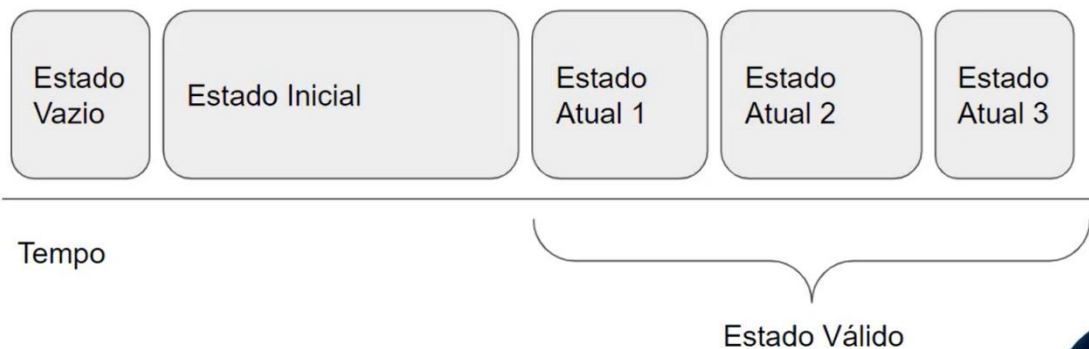 Estado
Vazio
Estado Inicial
Estado
Atual 1
Estado
Atual 2
Estado
Atual 3
Tempo
Estado Válido